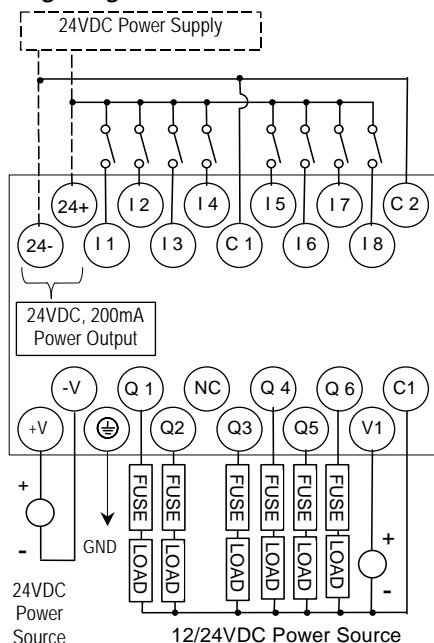 24VDC Power Supply
24+ I 2 I 4 I 5 I 7 C 2
24- I 1 I 3 C 1 I 6 I 8
24VDC, 200mA
Power Output
-V Q 1 NC Q 4 Q 6 C1
+V Q2 Q3 Q5 V1
FUSE FUSE FUSE FUSE FUSE FUSE
LOAD LOAD LOAD LOAD LOAD LOAD
+
-
GND
+
-
24VDC
Power
Source
12/24VDC Power Source